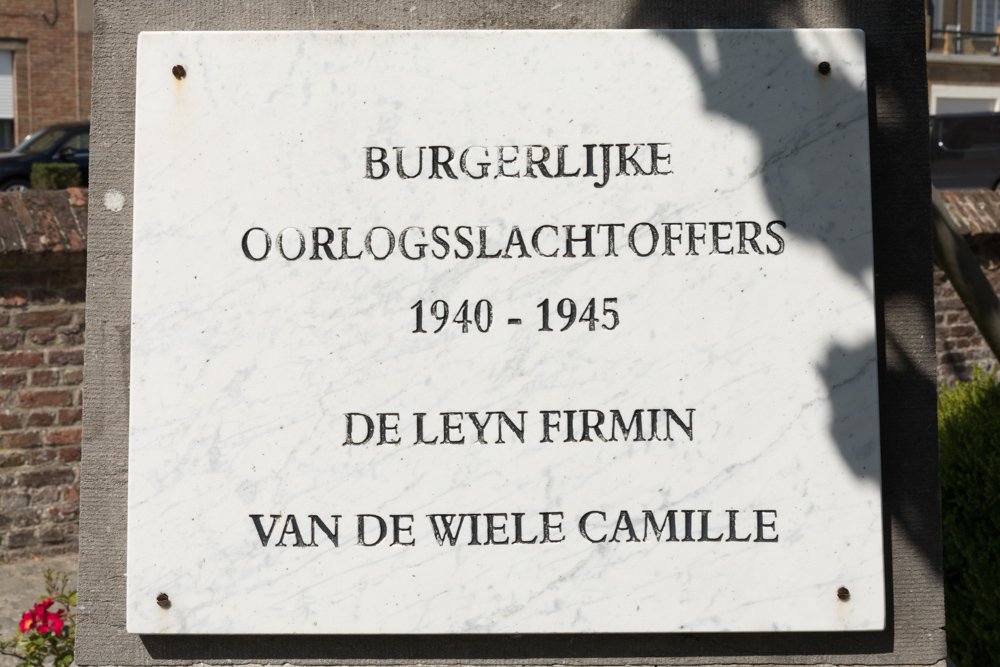 BURGERLIJKE
OORLOGSSLACHTOFFERS
1940 - 1945
DE LEYN FIRMIN
VAN DE WIELE CAMILLE